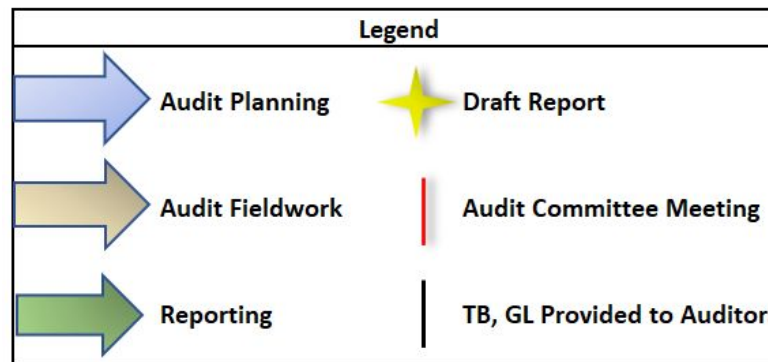 Legend
Audit Planning
Draft Report
Audit Fieldwork
Audit Committee Meeting
Reporting
TB, GL Provided to Auditor